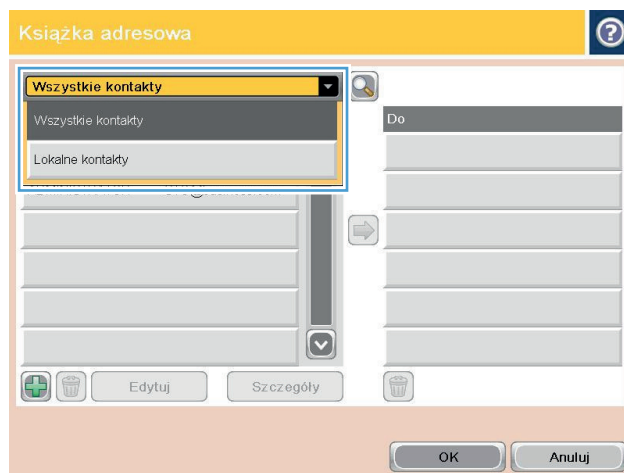 Książka adresowa
Wszystkie kontakty
Wszystkie kontakty
Do
Lokalne kontakty
Edytuj
Szczegóły
OK
Anuluj